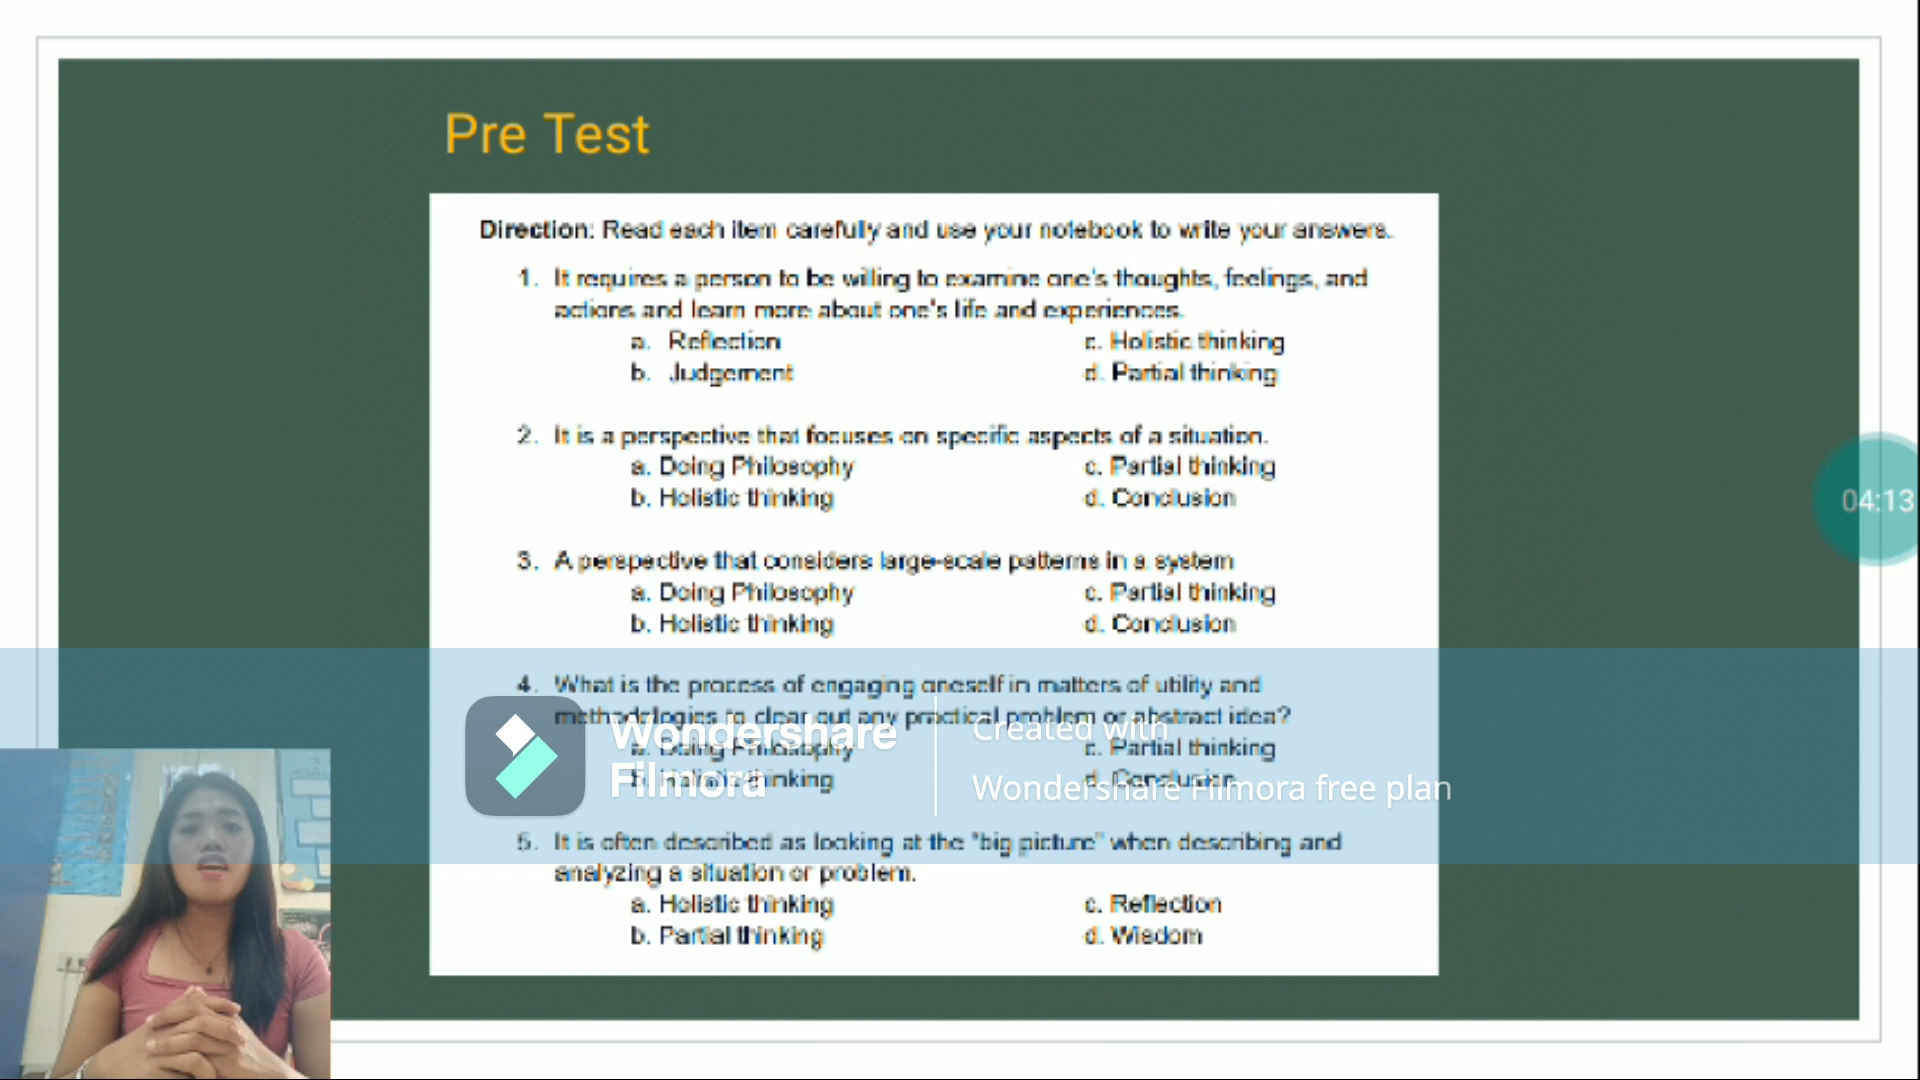 Pre Test
Direction: Read each item carefully and use your notebook to write your answers.
1. It requires a person to be willing to examine one's thoughts, feelings, and
actions and learn more about one's life and experiences.
a. Reflection c. Holistic thinking
b. Judgement d. Partial thinking
2. It is a perspective that focuses on specific aspects of a situation.
a. Doing Philosophy c. Partial thinking
b. Holistic thinking d. Conclusion
3. A perspective that considers large-scale patterns in a system
a. Doing Philosophy c. Partial thinking
b. Holistic thinking d. Conclusion
04:13
4. What is the process of engaging oneself in matters of utility and
methodologies to clear out any practical problem or abstract idea?
a. Doing Philosophy c. Partial thinking
b. Holistic thinking d. Conclusion
Wondershare
Filmora
Created with
Wondershare Filmora free plan
5. It is often described as looking at the "big picture" when describing and
analyzing a situation or problem.
a. Holistic thinking c. Reflection
b. Partial thinking d. Wisdom